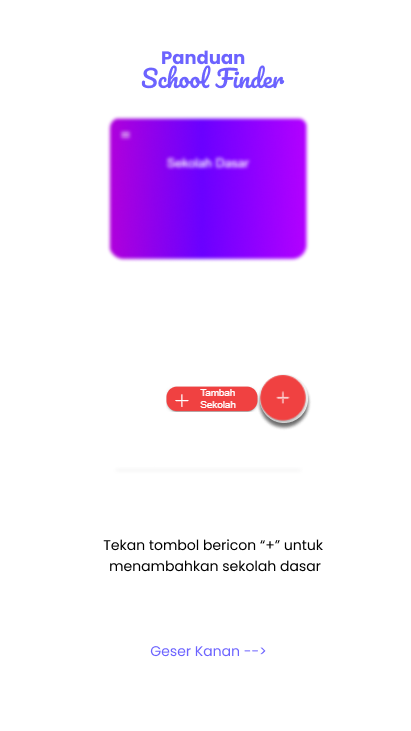 Panduan
School Finder
Sekolah Dasar
Tambah
Sekolah
Tekan tombol bericon “+” untuk
menambahkan sekolah dasar
Geser Kanan -->